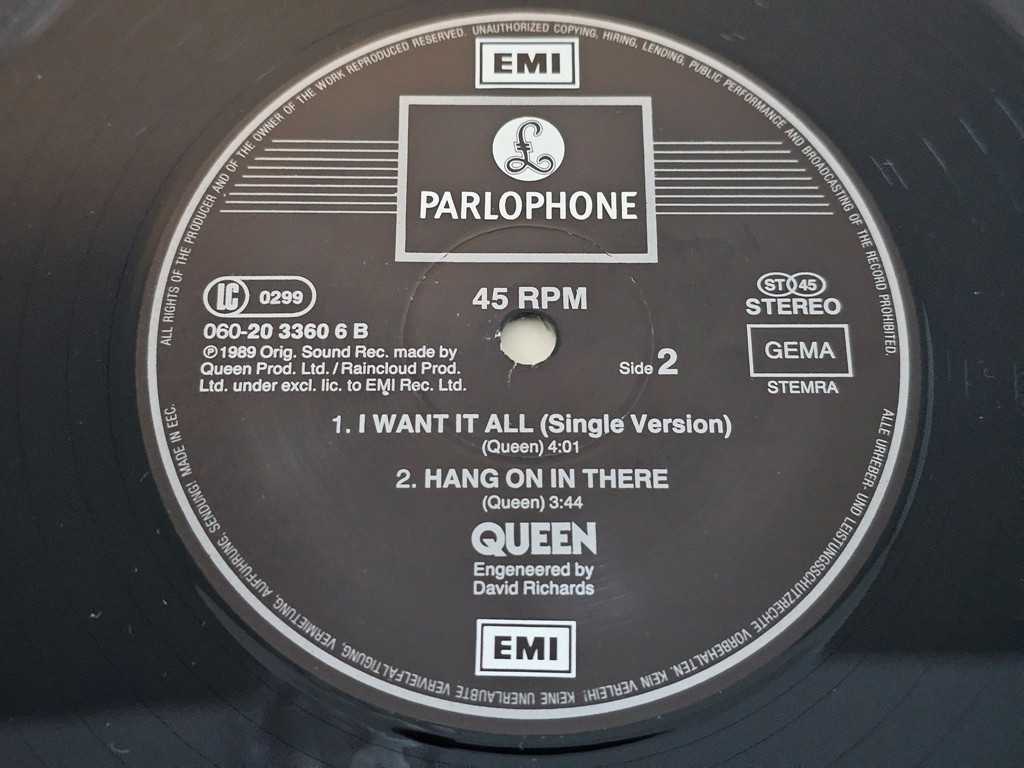 ALL RIGHTS OF THE PRODUCER AND OF THE OWNER OF THE WORK REPRODUCED RESERVED. UNAUTHORIZED COPYING, HIRING, LENDING, PUBLIC PERFORMANCE AND BROADCASTING OF THE RECORD PROHIBITED.
EMI
£
PARLOPHONE
LC 0299
45 RPM
ST 45
STEREO
060-20 3360 6 B
℗ 1989 Orig. Sound Rec. made by
Queen Prod. Ltd. / Raincloud Prod.
Ltd. under excl. lic. to EMI Rec. Ltd.
Side 2
GEMA
STEMRA
1. I WANT IT ALL (Single Version)
(Queen) 4:01
2. HANG ON IN THERE
(Queen) 3:44
QUEEN
Engeneered by
David Richards
EMI
ALLE URHEBER- UND LEISTUNGSSCHUTZRECHTE VORBEHALTEN. KEIN VERLEIH! KEINE UNERLAUBTE VERVIELFÄLTIGUNG, VERMIETUNG, AUFFÜHRUNG, SENDUNG! MADE IN EEC.